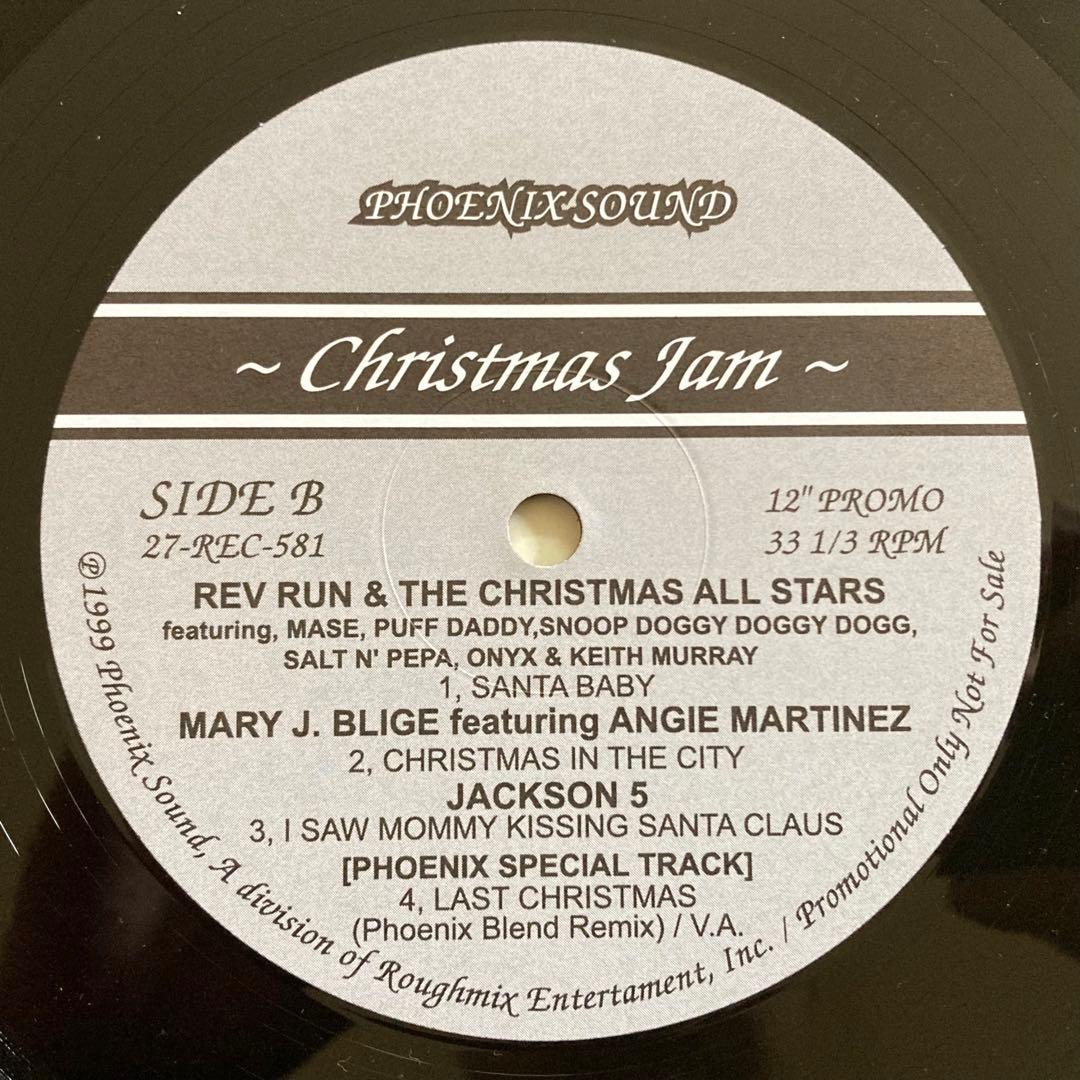 PHOENIX SOUND
~ Christmas Jam ~
SIDE B
27-REC-581
12" PROMO
33 1/3 RPM
REV RUN & THE CHRISTMAS ALL STARS
featuring, MASE, PUFF DADDY,SNOOP DOGGY DOGGY DOGG,
SALT N' PEPA, ONYX & KEITH MURRAY
1, SANTA BABY
MARY J. BLIGE featuring ANGIE MARTINEZ
2, CHRISTMAS IN THE CITY
JACKSON 5
3, I SAW MOMMY KISSING SANTA CLAUS
[PHOENIX SPECIAL TRACK]
4, LAST CHRISTMAS
(Phoenix Blend Remix) / V.A.
℗1999 Phoenix Sound, A division of Roughmix Entertament, Inc. / Promotional Only Not For Sale